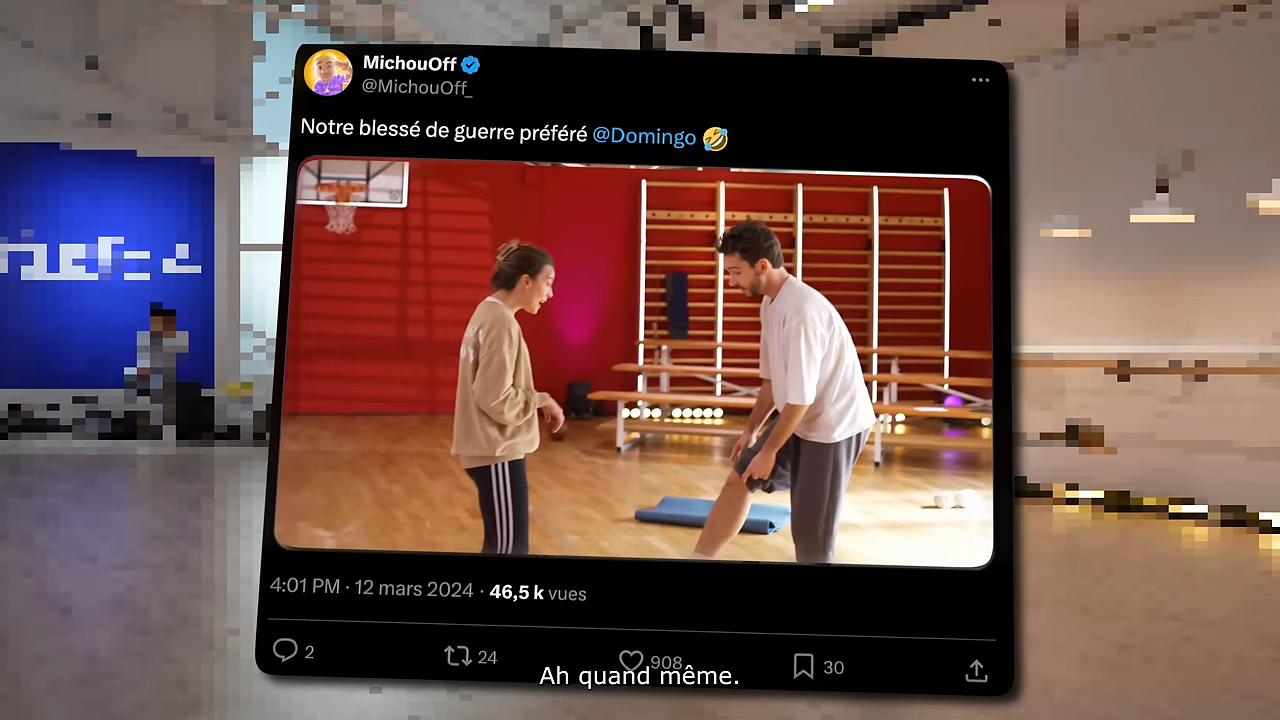 MichouOff
@MichouOff_
Notre blessé de guerre préféré @Domingo 🤣
4:01 PM · 12 mars 2024 · 46,5 k vues
2
24
908
30
Ah quand même.